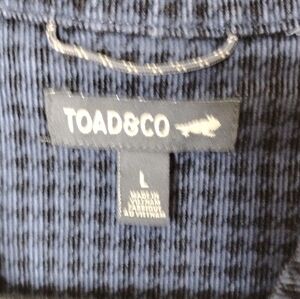 TOAD&CO
L
MADE IN
VIETNAM
FABRIQUÉ
AU VIETNAM